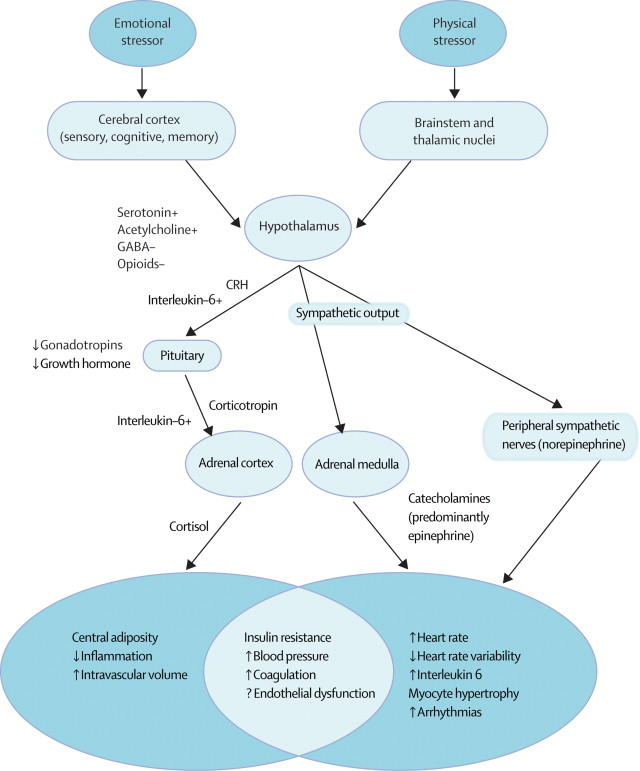 Emotional
stressor
Physical
stressor
Cerebral cortex
(sensory, cognitive, memory)
Brainstem and
thalamic nuclei
Serotonin+
Acetylcholine+
GABA–
Opioids–
Hypothalamus
CRH
Interleukin–6+
Sympathetic output
↓Gonadotropins
↓Growth hormone
Pituitary
Corticotropin
Interleukin–6+
Peripheral sympathetic
nerves (norepinephrine)
Adrenal cortex
Adrenal medulla
Catecholamines
(predominantly
epinephrine)
Cortisol
Central adiposity
↓Inflammation
↑Intravascular volume
Insulin resistance
↑Blood pressure
↑Coagulation
?Endothelial dysfunction
↑Heart rate
↓Heart rate variability
↑Interleukin 6
Myocyte hypertrophy
↑Arrhythmias